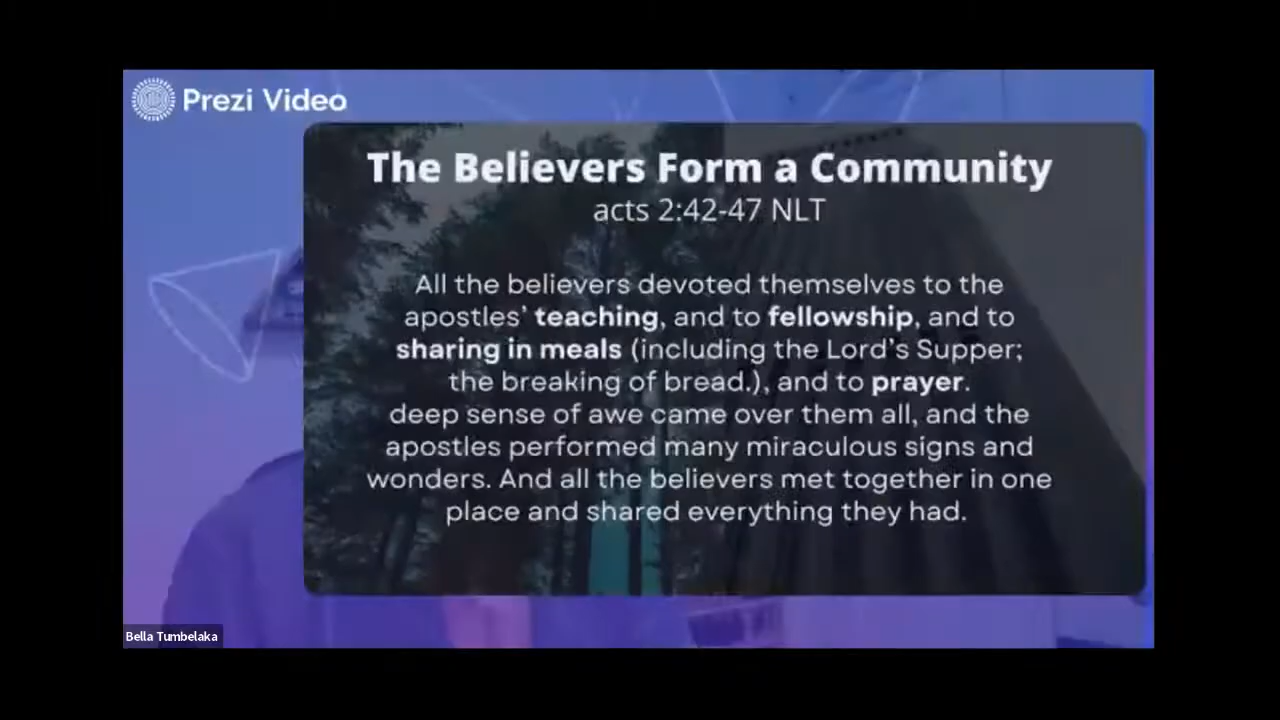 Prezi Video
The Believers Form a Community
acts 2:42-47 NLT
All the believers devoted themselves to the
apostles’ teaching, and to fellowship, and to
sharing in meals (including the Lord’s Supper;
the breaking of bread.), and to prayer.
deep sense of awe came over them all, and the
apostles performed many miraculous signs and
wonders. And all the believers met together in one
place and shared everything they had.
Bella Tumbelaka